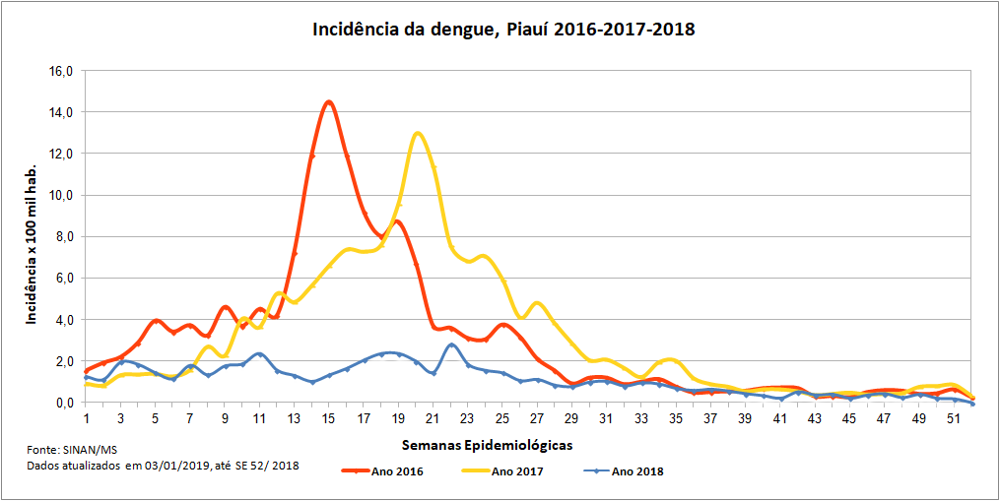 Incidência da dengue, Piauí 2016-2017-2018
Incidência x 100 mil hab.
16,0
14,0
12,0
10,0
8,0
6,0
4,0
2,0
0,0
1 3 5 7 9 11 13 15 17 19 21 23 25 27 29 31 33 35 37 39 41 43 45 47 49 51
Semanas Epidemiológicas
Fonte: SINAN/MS
Dados atualizados em 03/01/2019, até SE 52/ 2018
Ano 2016 Ano 2017 Ano 2018